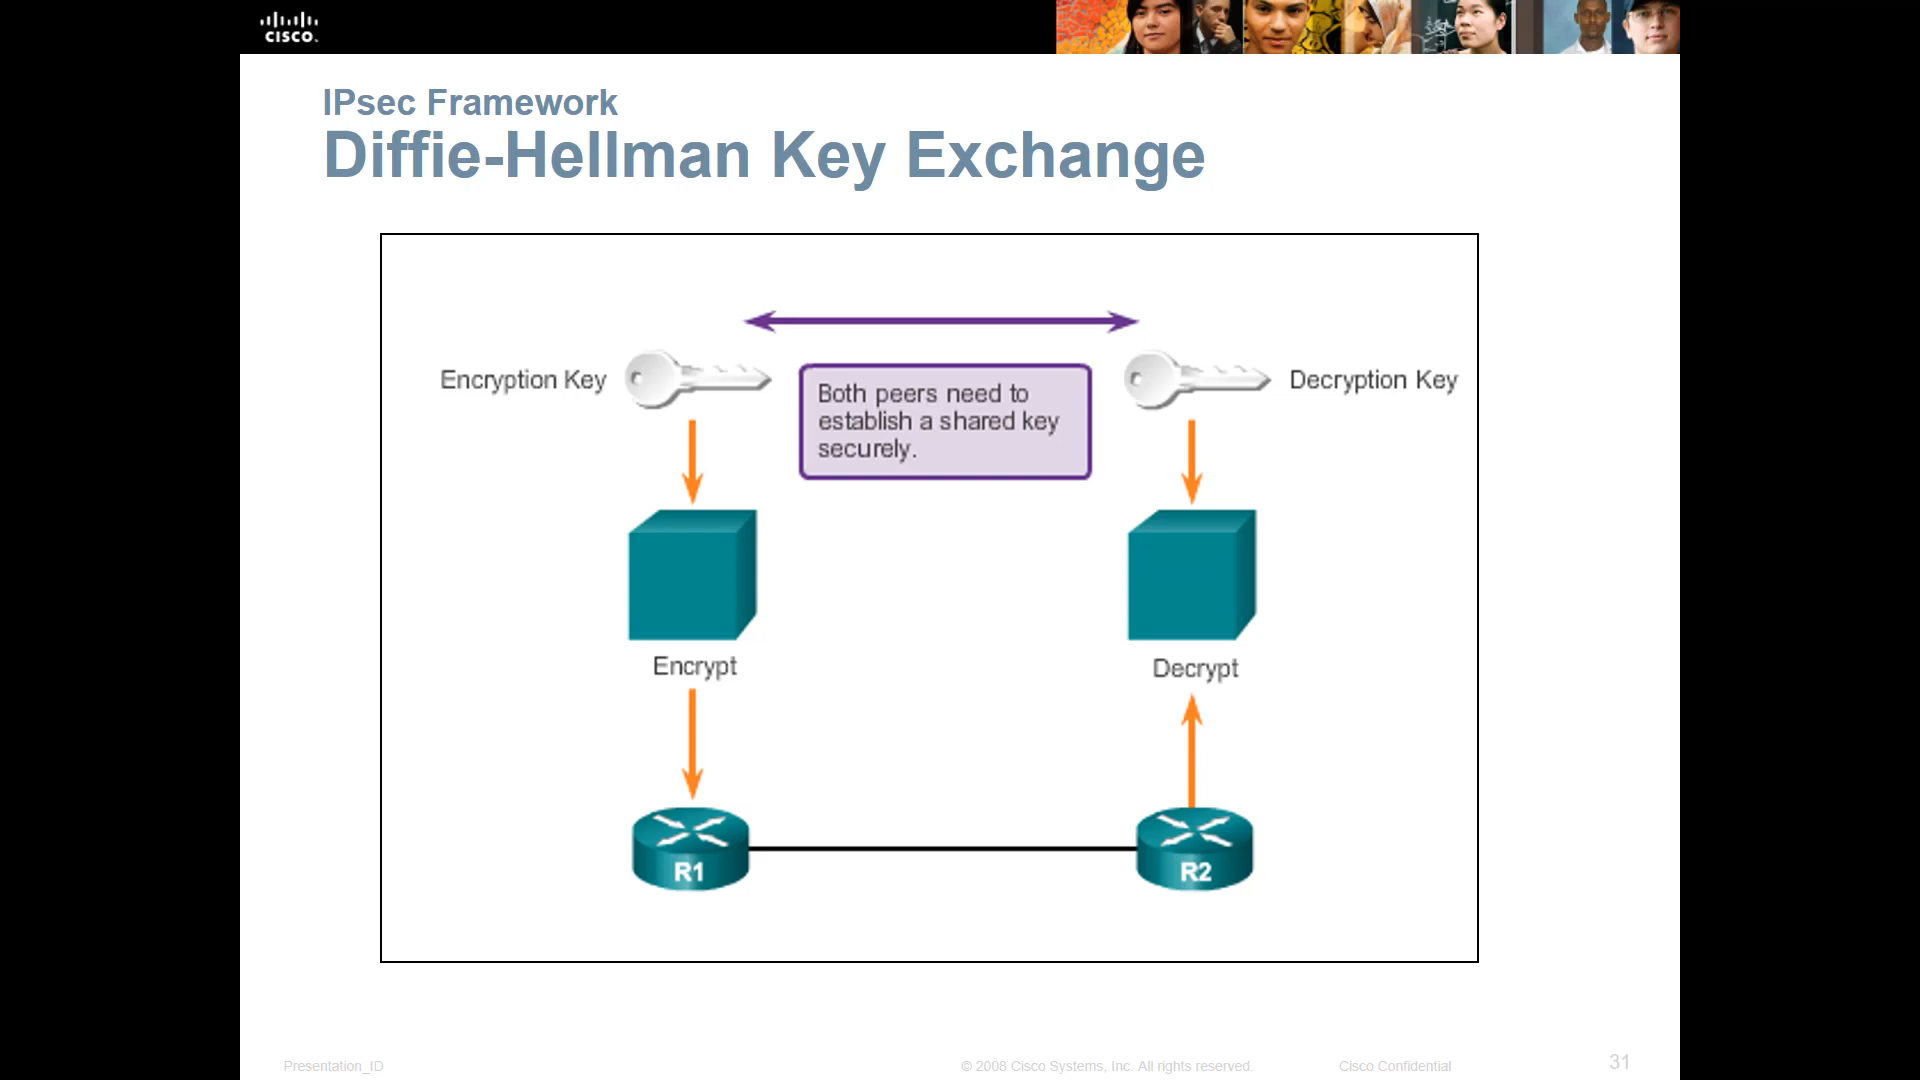 CISCO.
IPsec Framework
Diffie-Hellman Key Exchange
Encryption Key
Both peers need to
establish a shared key
securely.
Decryption Key
Encrypt
Decrypt
R1
R2
Presentation_ID
© 2008 Cisco Systems, Inc. All rights reserved.
Cisco Confidential
31